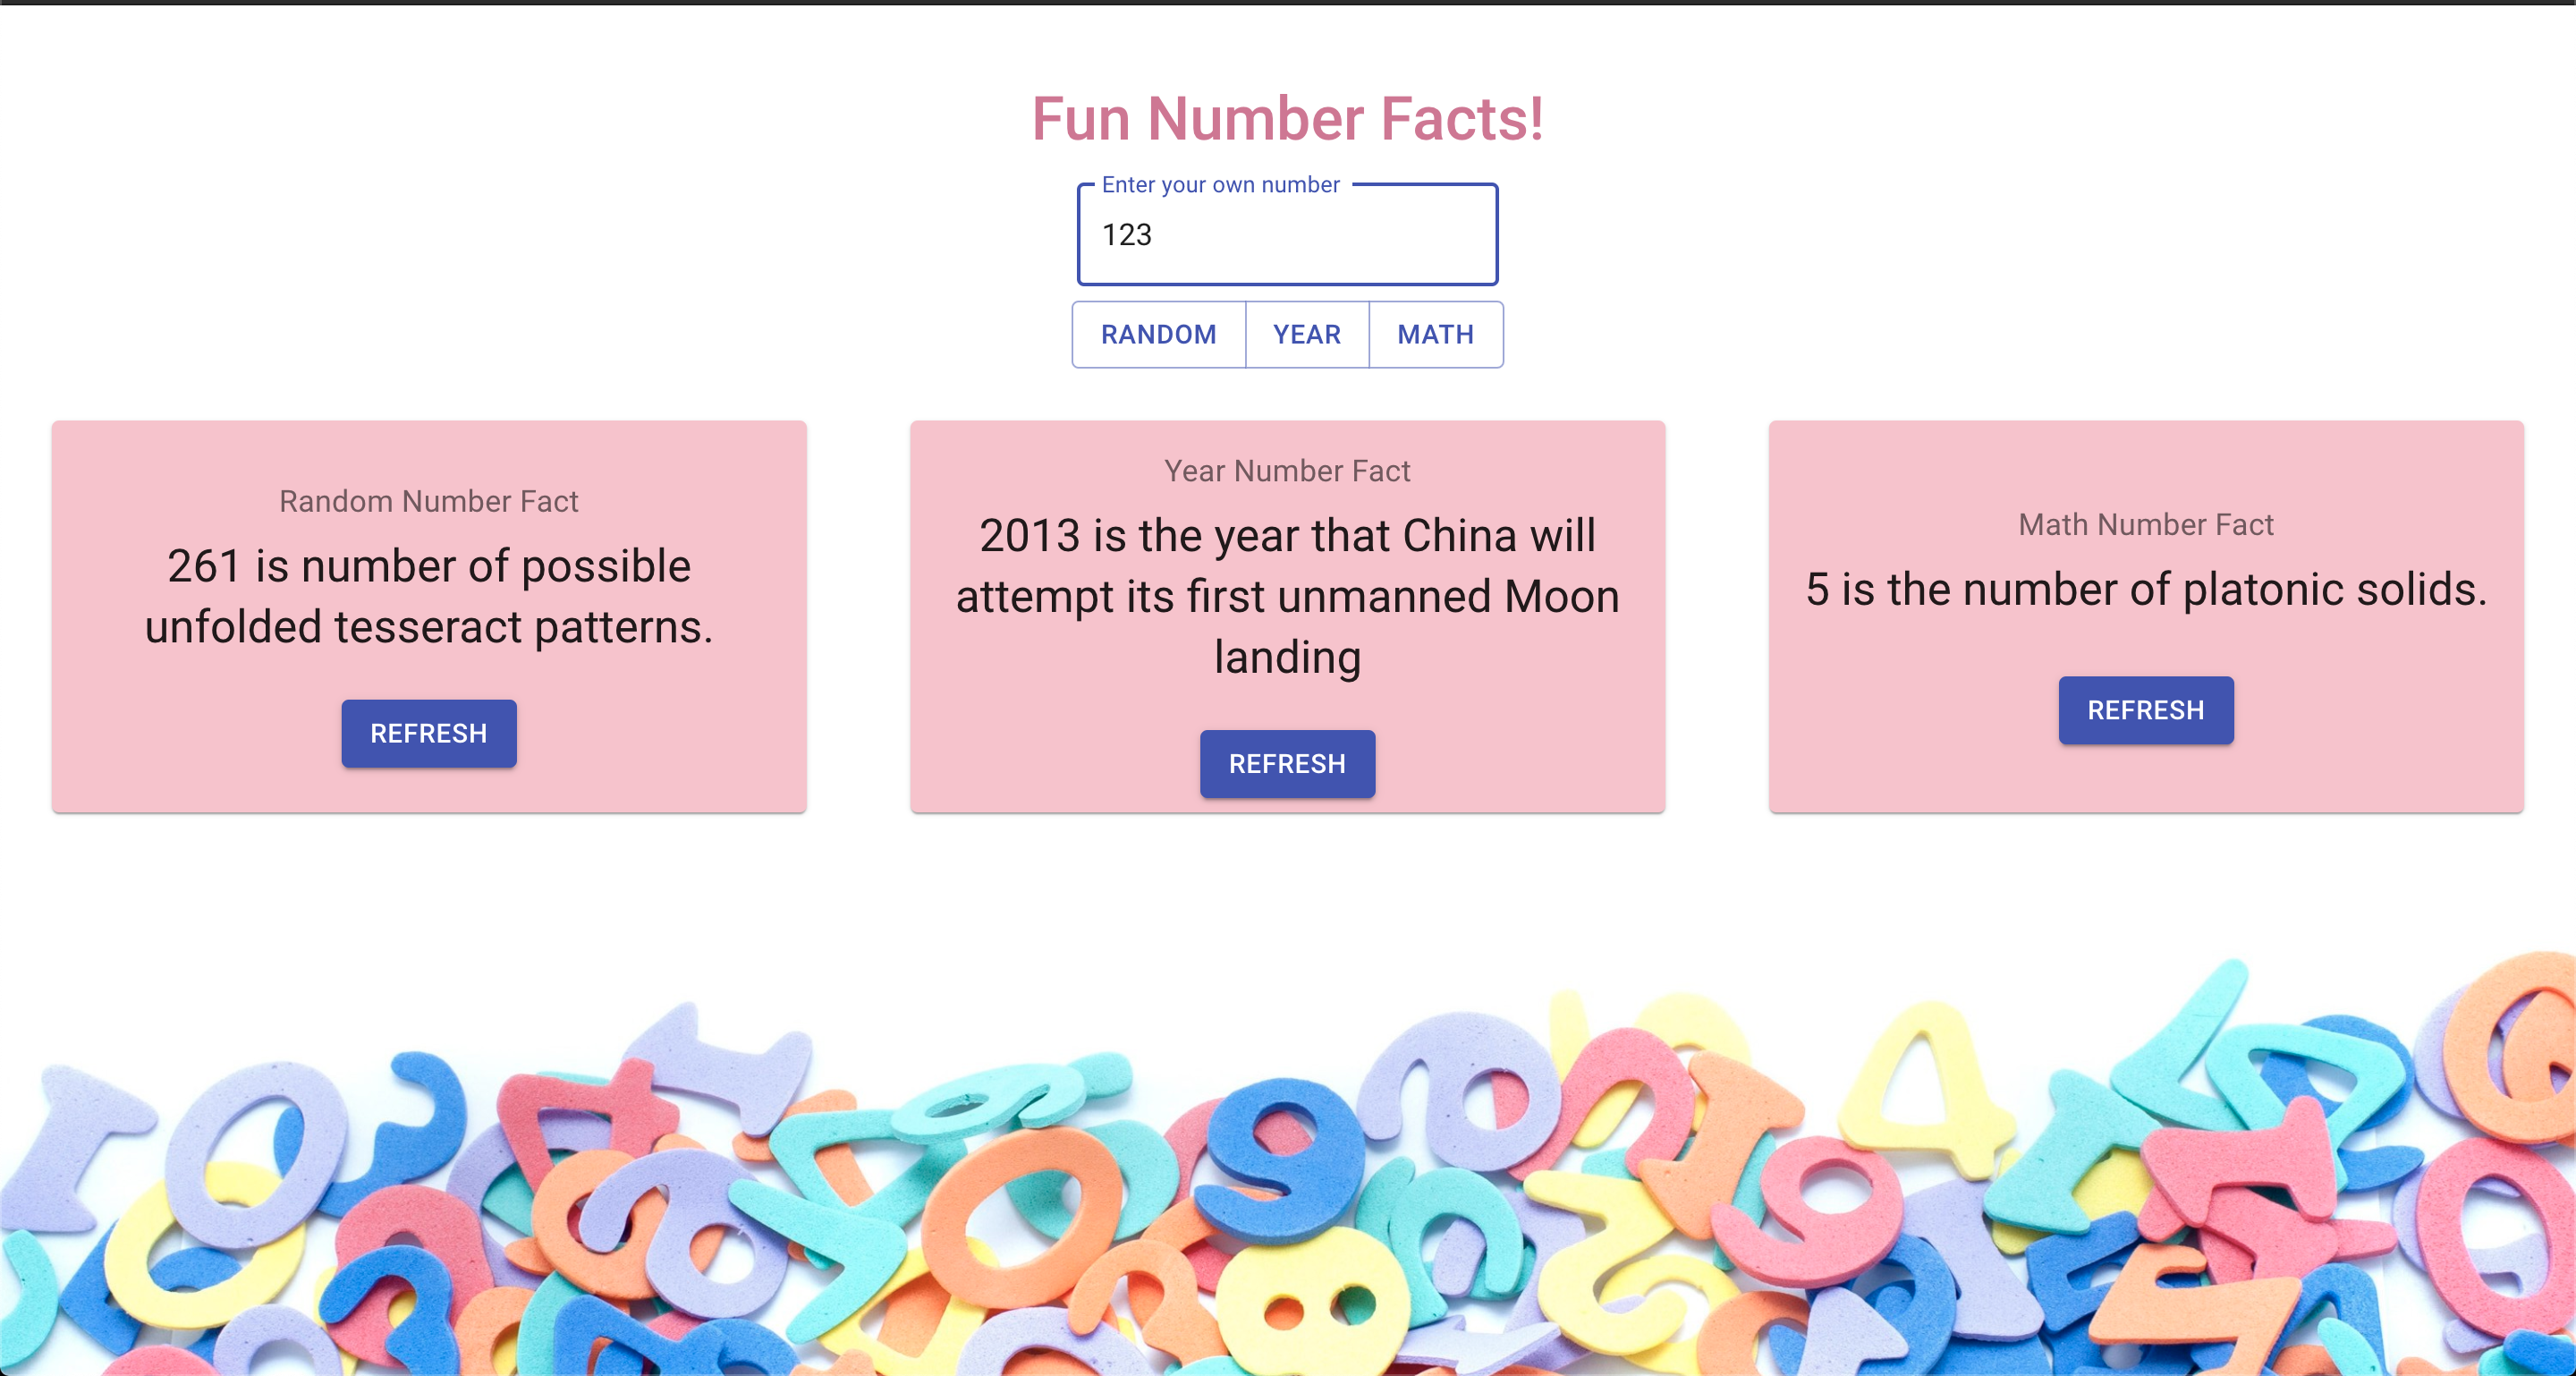 Fun Number Facts!
Enter your own number
123
RANDOM YEAR MATH
Random Number Fact
261 is number of possible
unfolded tesseract patterns.
REFRESH
Year Number Fact
2013 is the year that China will
attempt its first unmanned Moon
landing
REFRESH
Math Number Fact
5 is the number of platonic solids.
REFRESH